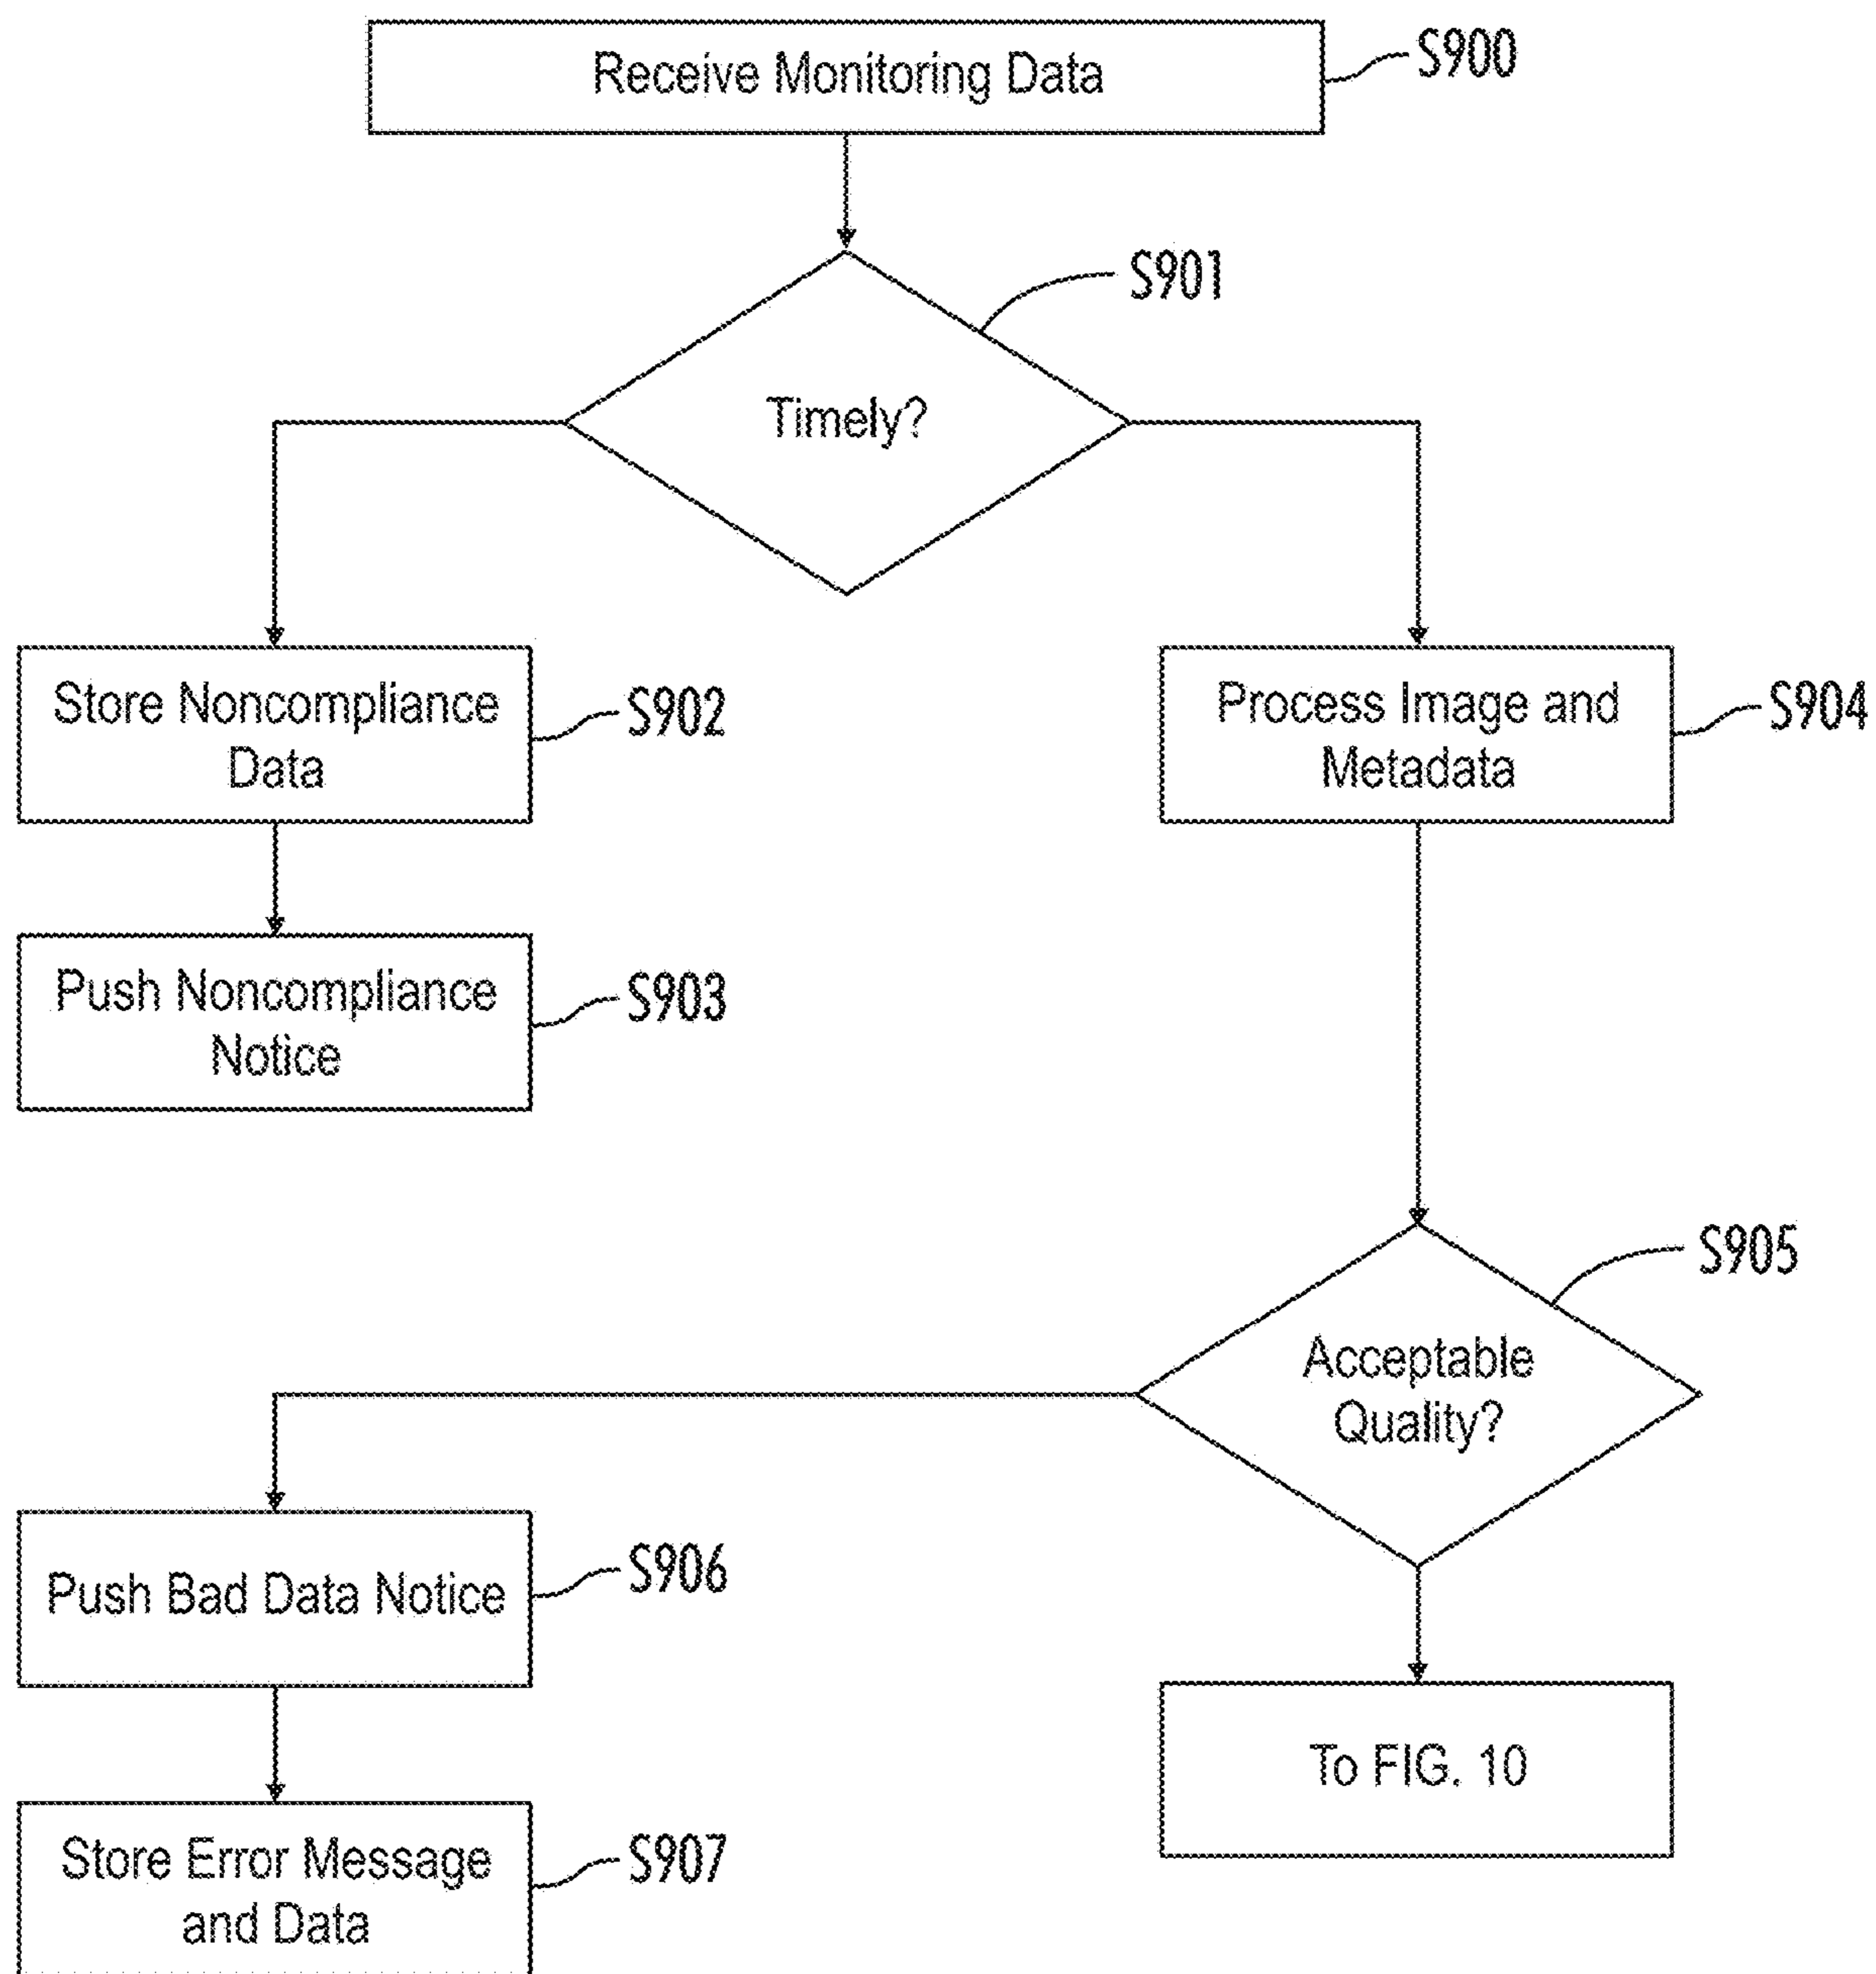 Receive Monitoring Data
S900
S901
Timely?
Store Noncompliance
Data
S902
Process Image and
Metadata
S904
Push Noncompliance
Notice
S903
S905
Acceptable
Quality?
Push Bad Data Notice
S906
To FIG. 10
Store Error Message
and Data
S907